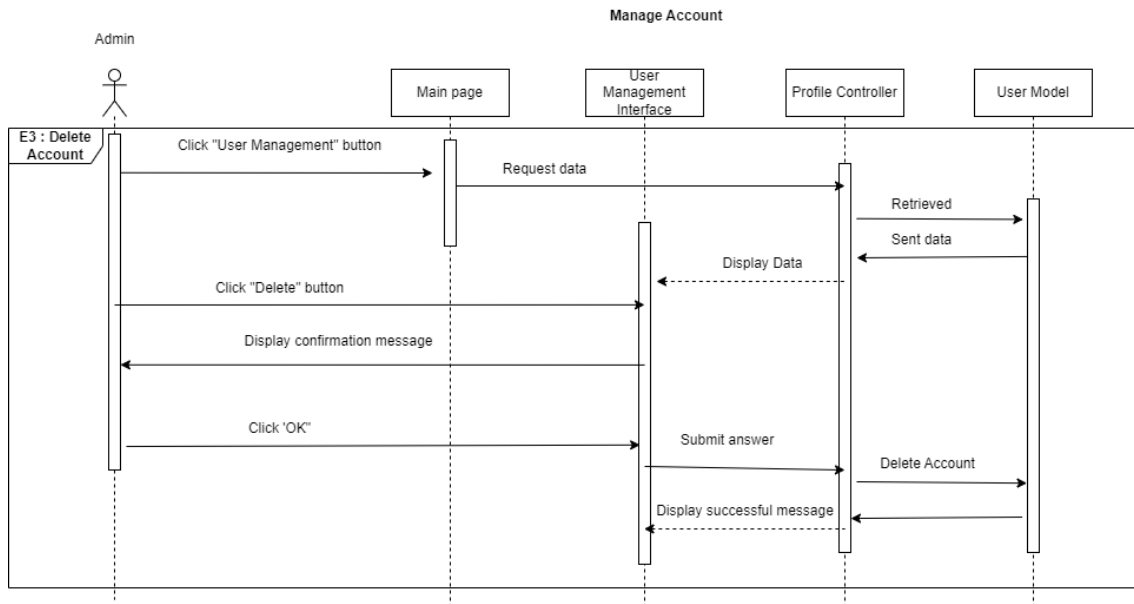 Manage Account
Admin
Main page
User
Management
Interface
Profile Controller
User Model
E3 : Delete
Account
Click "User Management" button
Request data
Retrieved
Sent data
Display Data
Click "Delete" button
Display confirmation message
Click 'OK"
Submit answer
Delete Account
Display successful message